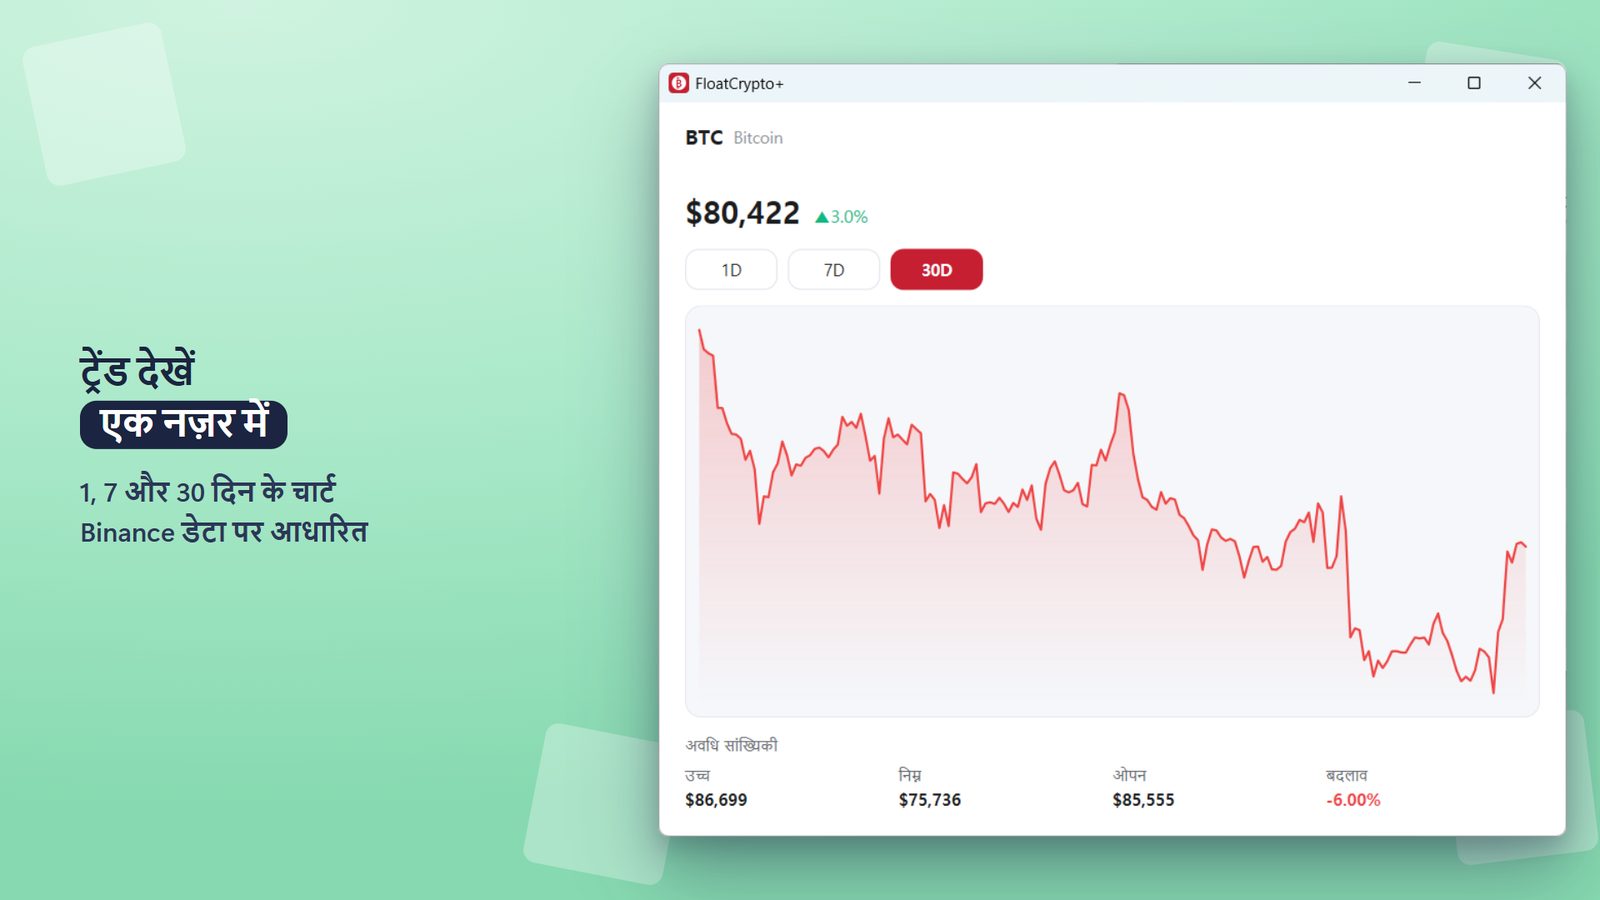 ट्रेंड देखें
एक नज़र में
1, 7 और 30 दिन के चार्ट
Binance डेटा पर आधारित
FloatCrypto+
BTC Bitcoin
$80,422 ▲3.0%
1D 7D 30D
अवधि सांख्यिकी
उच्च निम्न ओपन बदलाव
$86,699 $75,736 $85,555 -6.00%